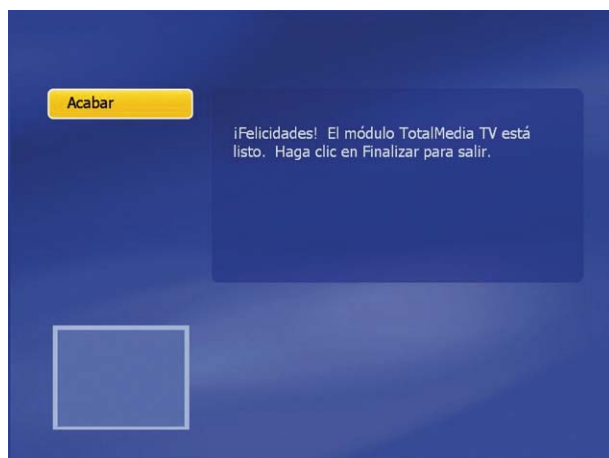 Acabar
¡Felicidades! El módulo TotalMedia TV está
listo. Haga clic en Finalizar para salir.